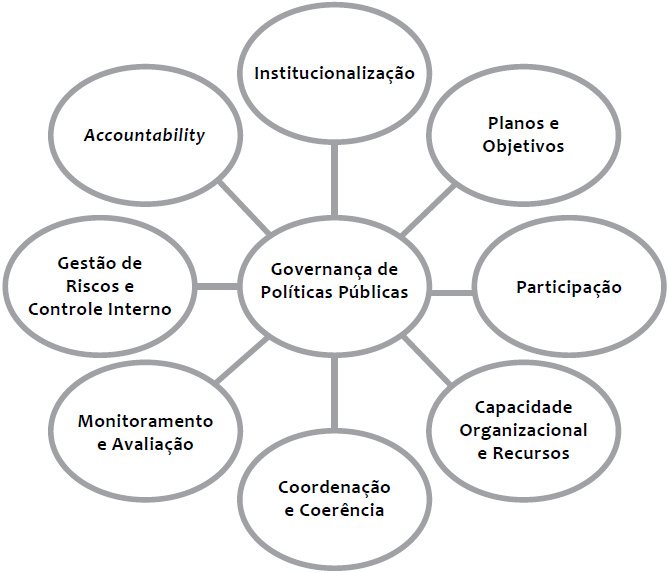 Institucionalização
Accountability
Planos e
Objetivos
Gestão de
Riscos e
Controle Interno
Governança de
Políticas Públicas
Participação
Monitoramento
e Avaliação
Capacidade
Organizacional
e Recursos
Coordenação
e Coerência